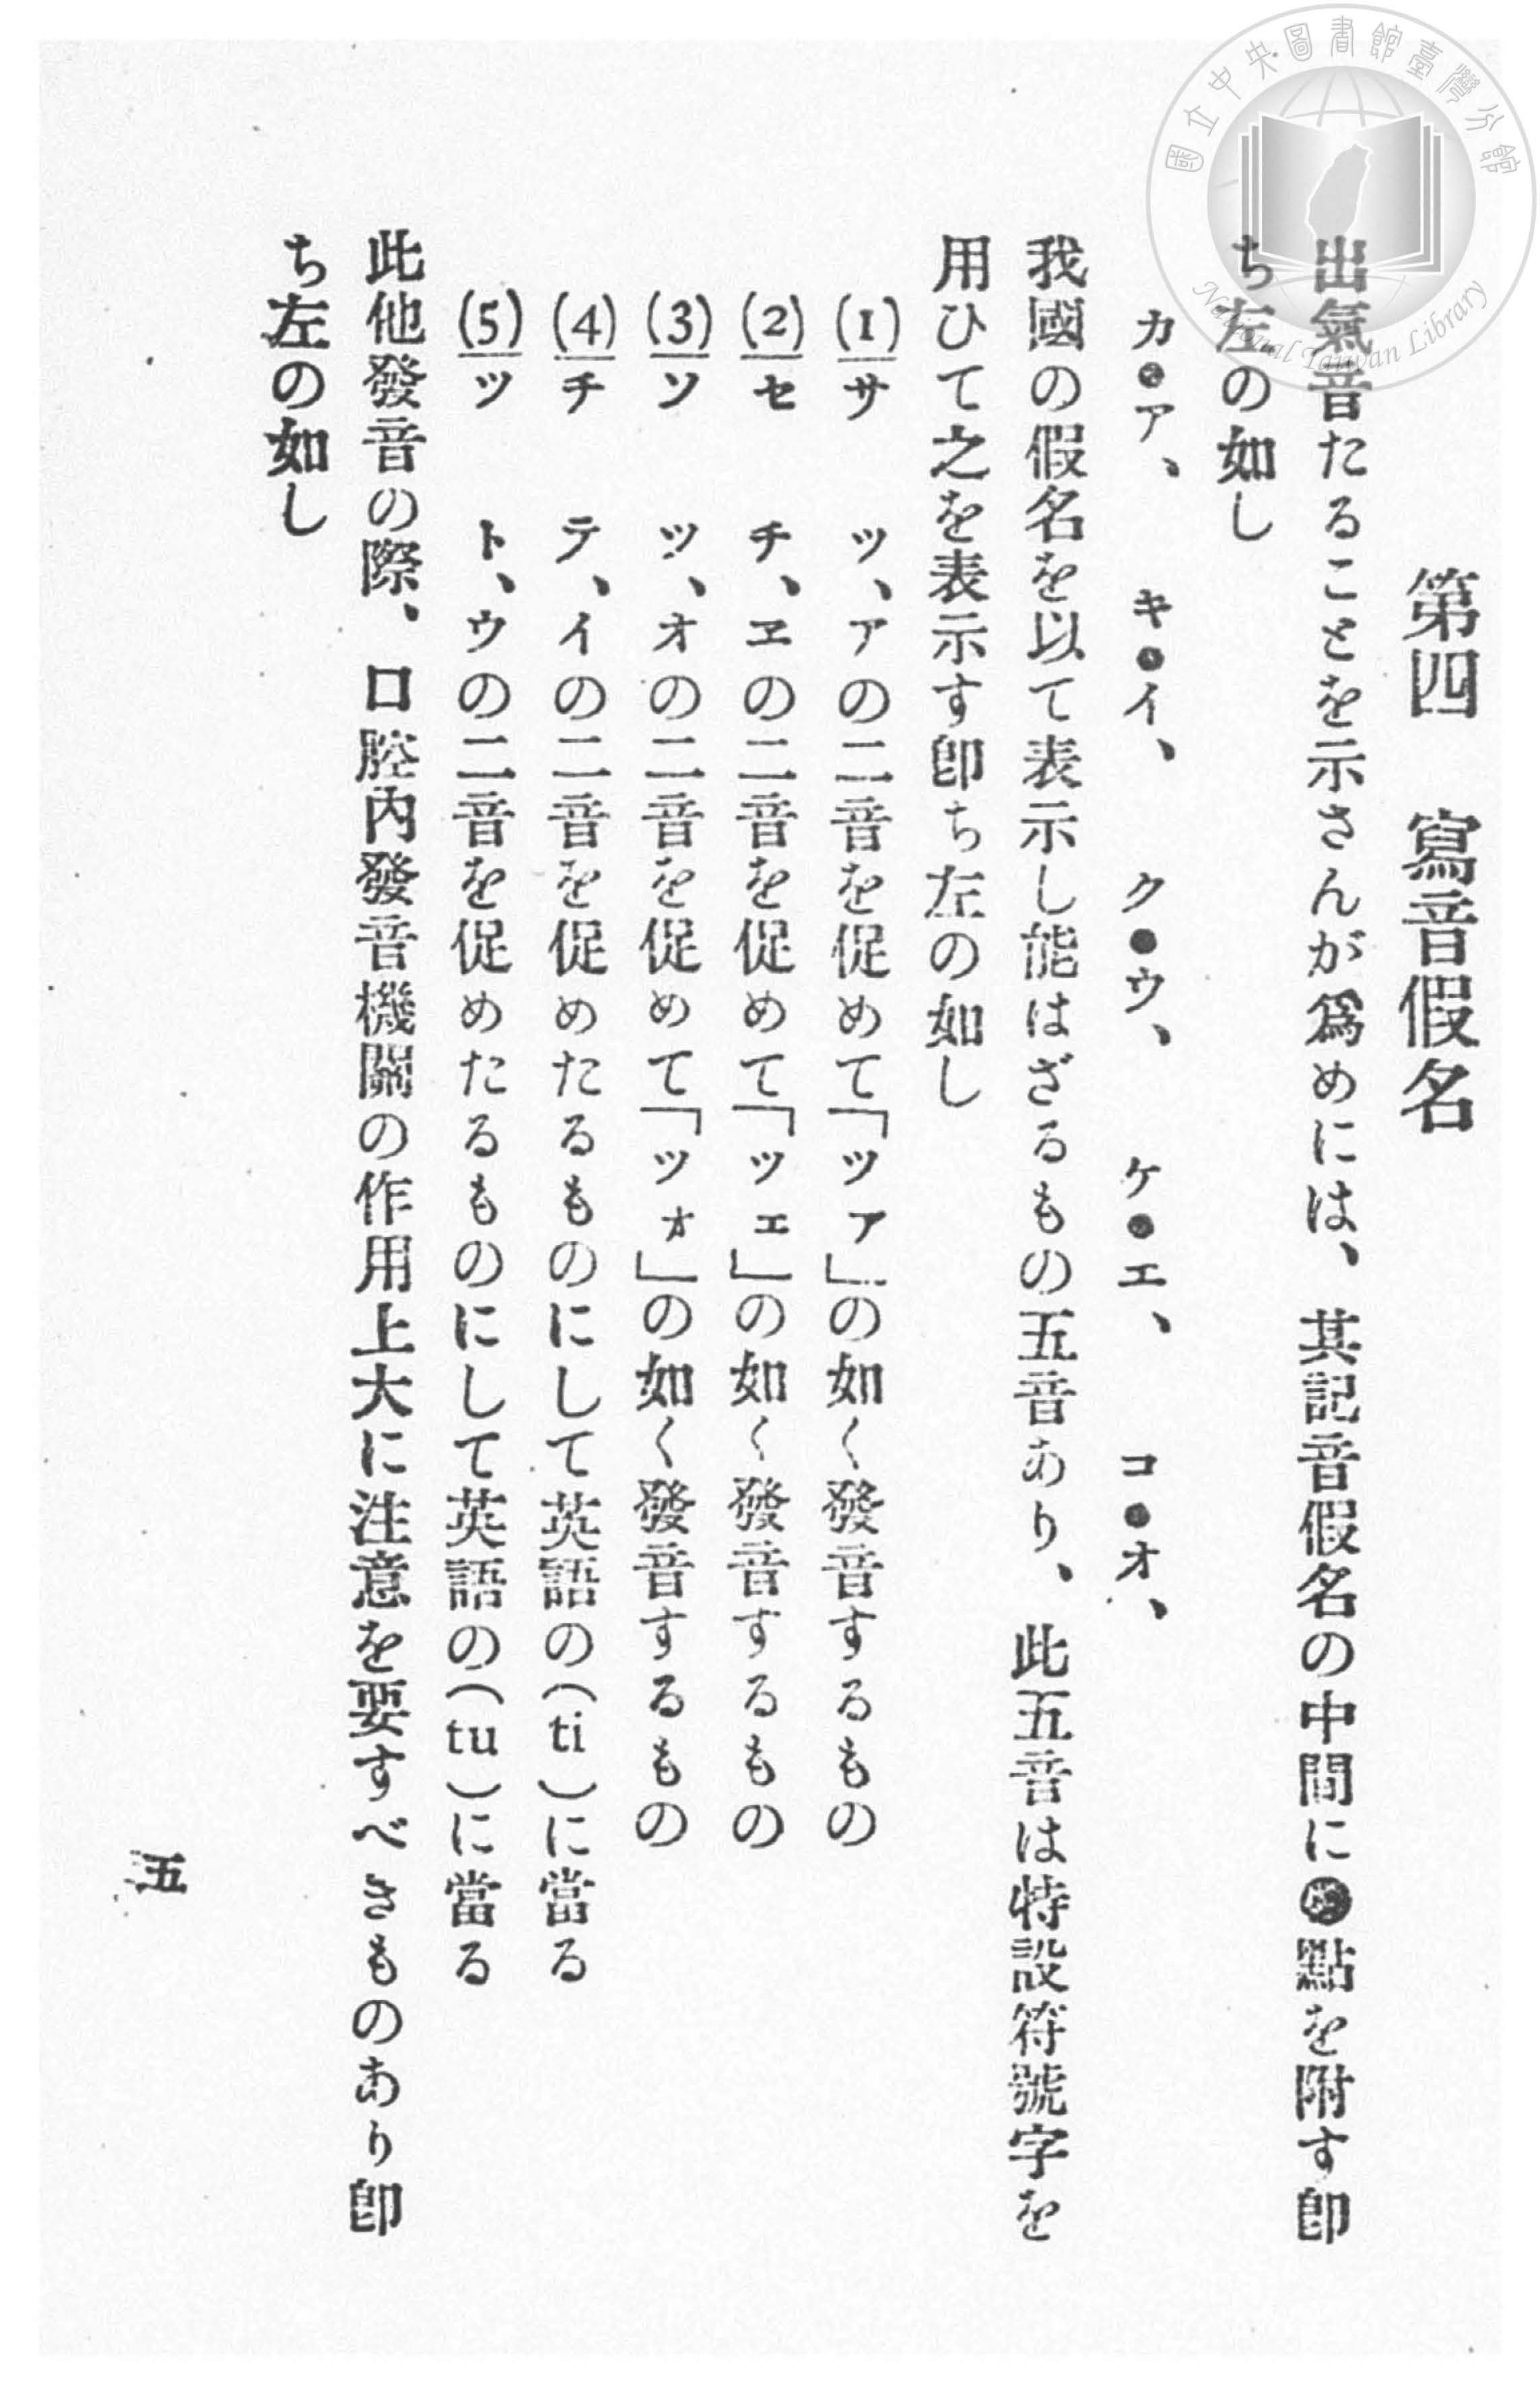 國立中央圖書館臺灣分館
National Taiwan Library
第四　寫音假名
出氣音たることを示さんが爲めには、其記音假名の中間に●點を附す卽
ち左の如し
カ●ア、　キ●イ、　ク●ウ、　ケ●エ、　コ●オ、
我國の假名を以て表示し能はざるもの五音あり、此五音は特設符號字を
用ひて之を表示す卽ち左の如し
(1)サ　ツ、アの二音を促めて「ツア」の如く發音するもの
(2)セ　チ、ヱの二音を促めて「ツエ」の如く發音するもの
(3)ソ　ツ、オの二音を促めて「ツオ」の如く發音するもの
(4)チ　テ、イの二音を促めたるものにして英語の(ti)に當る
(5)ツ　ト、ウの二音を促めたるものにして英語の(tu)に當る
此他發音の際、口腔內發音機關の作用上大に注意を要すべきものあり卽
ち左の如し
五